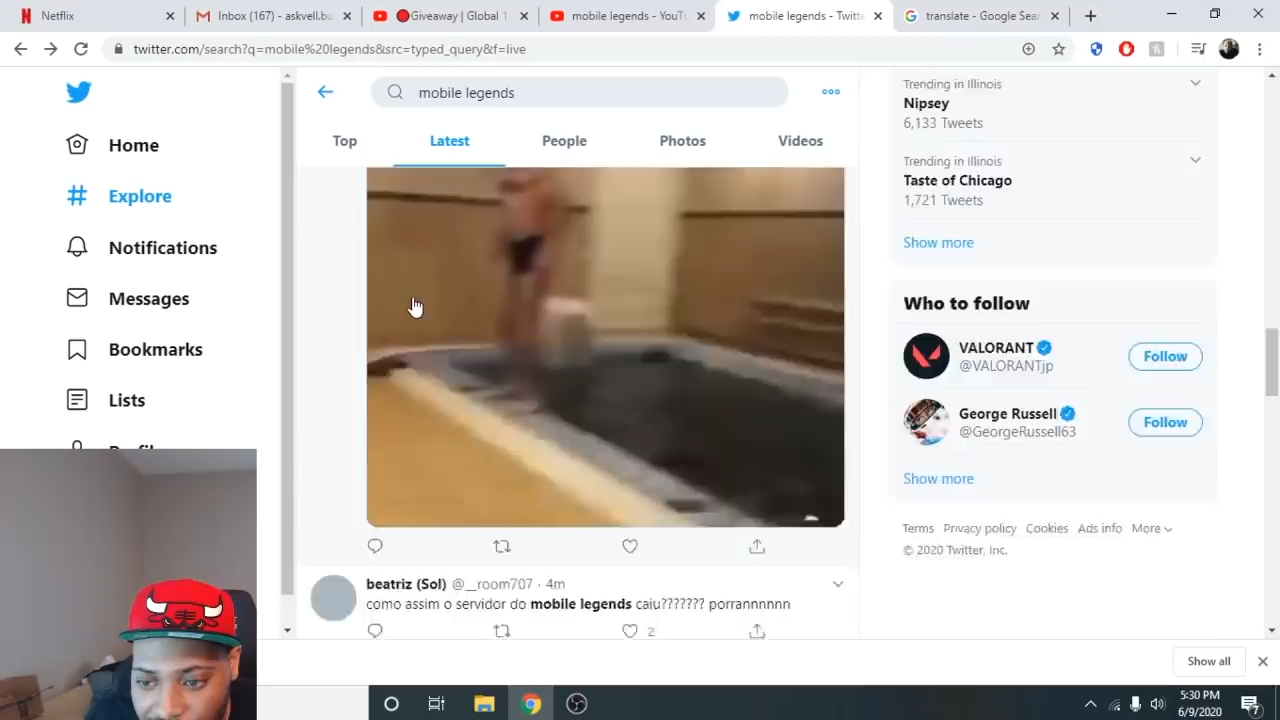 Netflix
Inbox (167) - askvell.bu
Giveaway | Global
mobile legends - YouTu
mobile legends - Twitte
translate - Google Sear
twitter.com/search?q=mobile%20legends&src=typed_query&f=live
mobile legends
Top
Latest
People
Photos
Videos
Home
Explore
Notifications
Messages
Bookmarks
Lists
beatriz (Sol) @__room707 · 4m
como assim o servidor do mobile legends caiu??????? porrannnnn
2
Trending in Illinois
Nipsey
6,133 Tweets
Trending in Illinois
Taste of Chicago
1,721 Tweets
Show more
Who to follow
VALORANT
@VALORANTjp
Follow
George Russell
@GeorgeRussell63
Follow
Show more
Terms Privacy policy Cookies Ads info More
© 2020 Twitter, Inc.
Show all
5:30 PM
6/9/2020
7